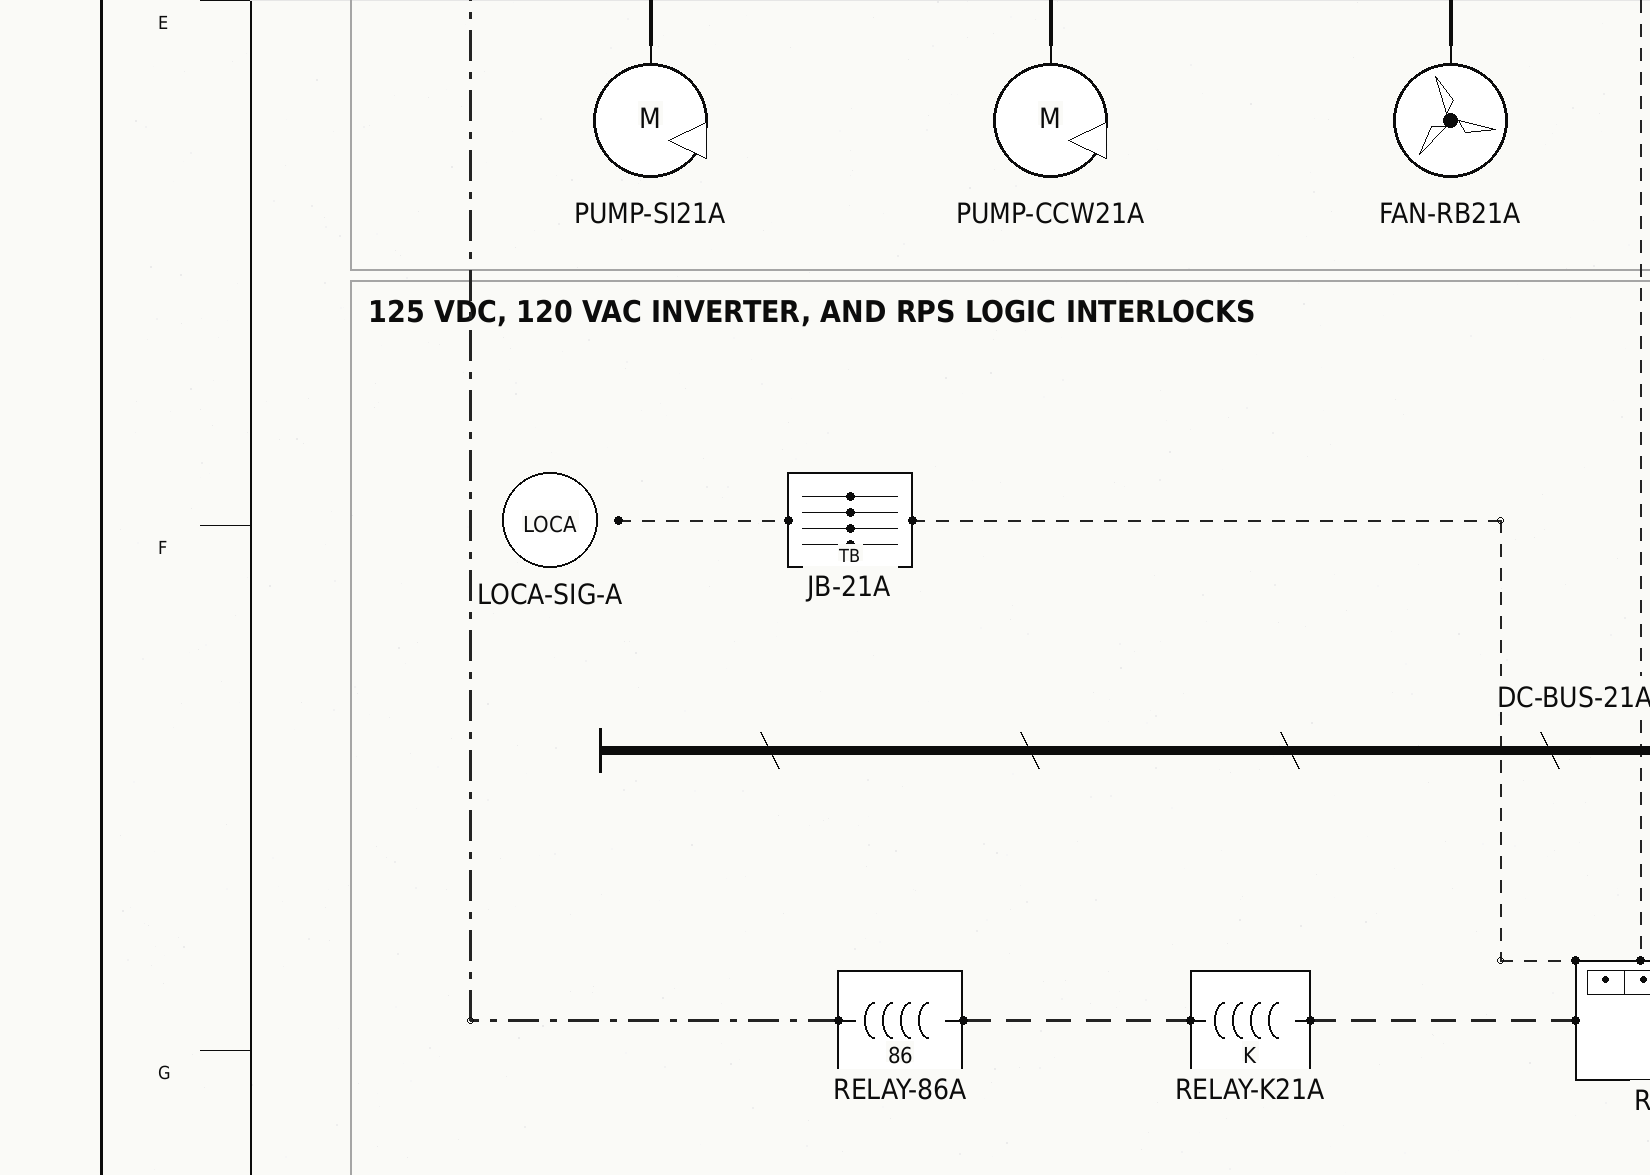 E
M
M
PUMP-SI21A
PUMP-CCW21A
FAN-RB21A
125 VDC, 120 VAC INVERTER, AND RPS LOGIC INTERLOCKS
LOCA
F
TB
JB-21A
LOCA-SIG-A
DC-BUS-21A
86
K
G
RELAY-86A
RELAY-K21A
R